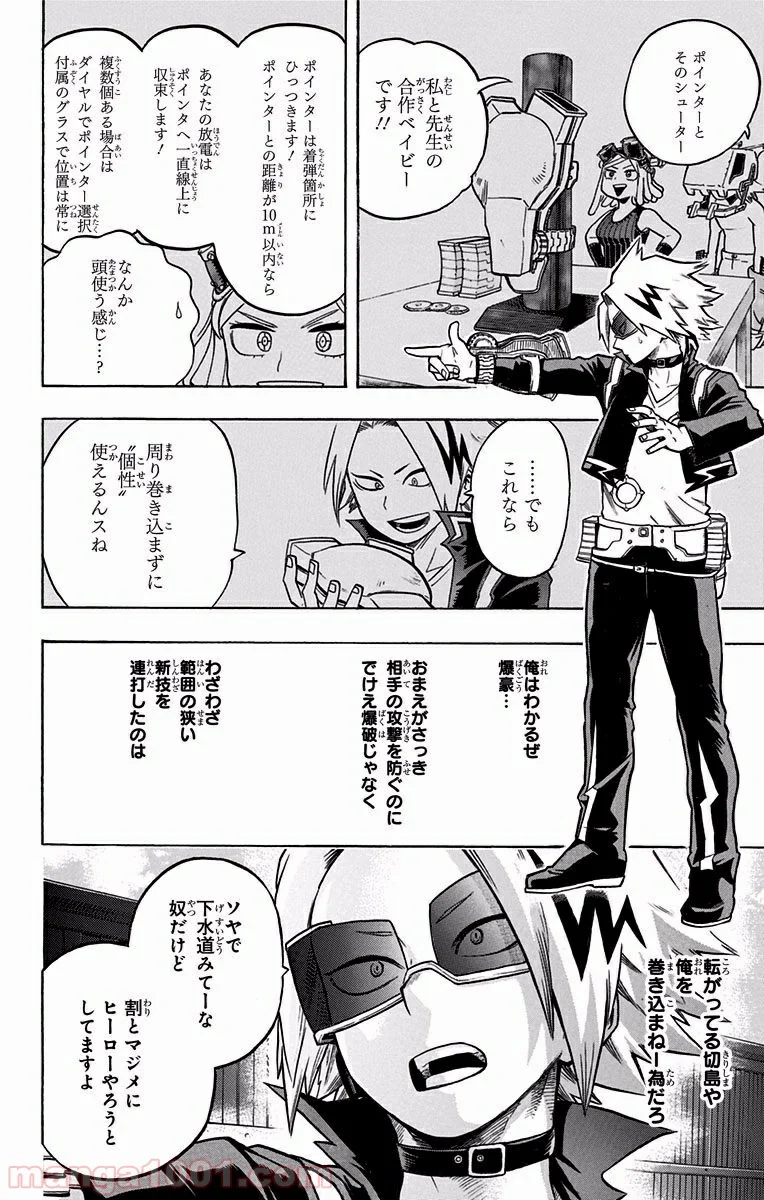 ポインターと
そのシューター
私と先生の
合作ベイビー
です!!
ポインターは着弾箇所に
ひっつきます!
ポインターとの距離が10m以内なら
あなたの放電は
ポインタへ一直線上に
収束します!
複数個ある場合は
ダイヤルでポインター選択
付属のグラスで位置は常に
なんか
頭使う感じ…?
……でも
これなら
周り巻き込まずに
〝個性〟
使えるんスね
俺はわかるぜ
爆豪…
おまえがさっき
相手の攻撃を防ぐのに
でけえ爆破じゃなく
わざわざ
範囲の狭い
新技を
連打したのは
転がってる切島や
俺を
巻き込まねー為だろ
ソヤで
下水道みてーな
奴だけど
割とマジメに
ヒーローやろうと
してますよ
manga1001.com